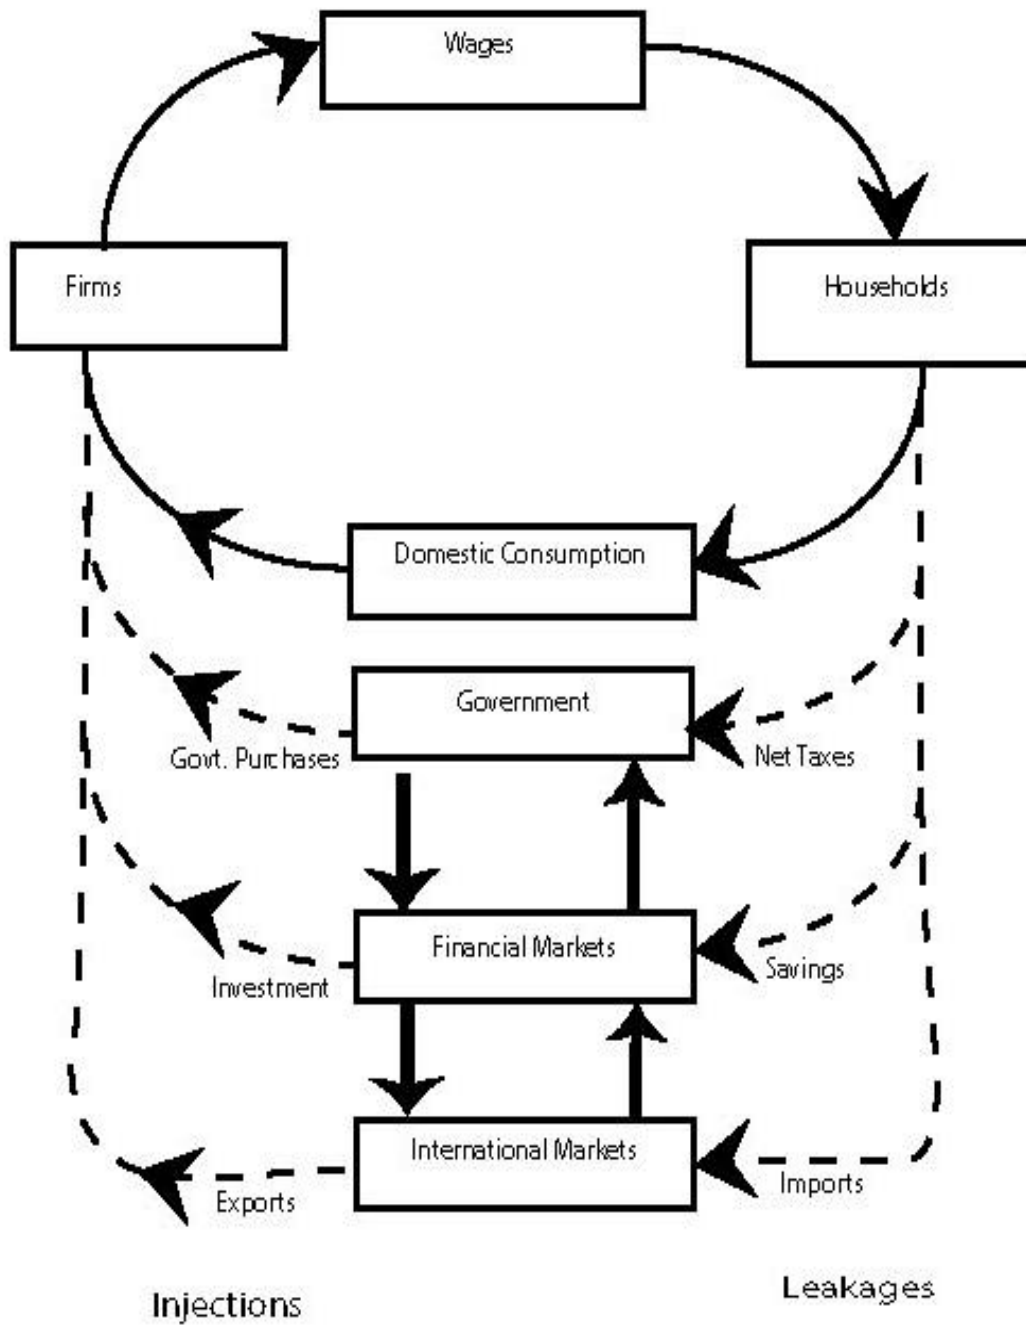 Wages
Firms
Households
Domestic Consumption
Government
Govt. Purchases
Net Taxes
Financial Markets
Investment
Savings
International Markets
Exports
Imports
Injections
Leakages